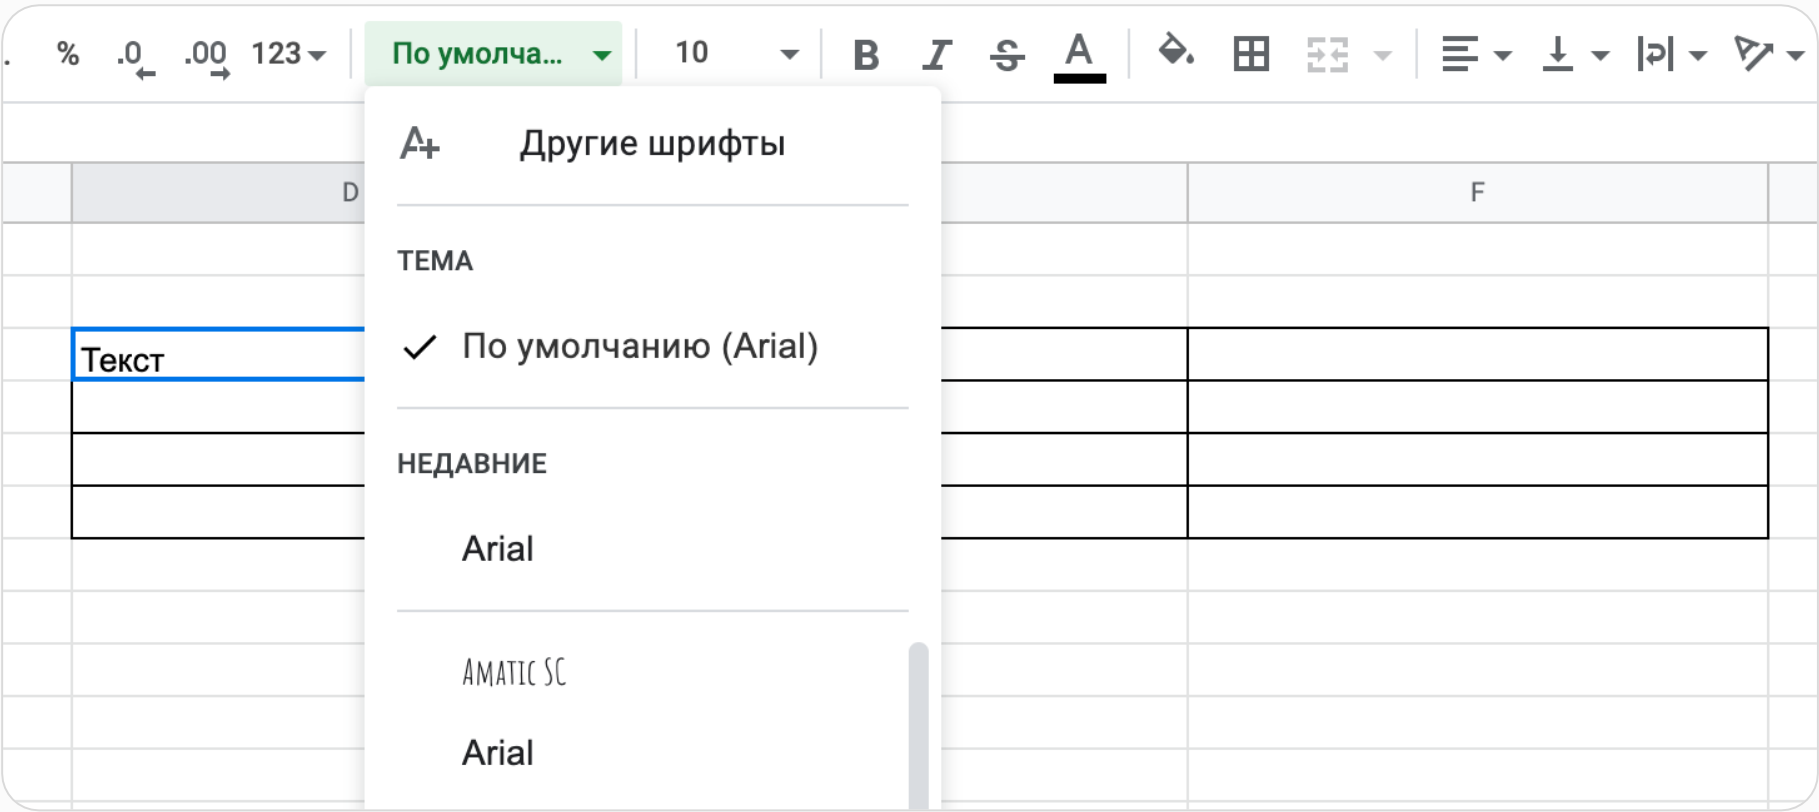 . % .0 .00 123 По умолча... 10 B I S A
Другие шрифты
D F
ТЕМА
По умолчанию (Arial)
Текст
НЕДАВНИЕ
Arial
Amatic SC
Arial